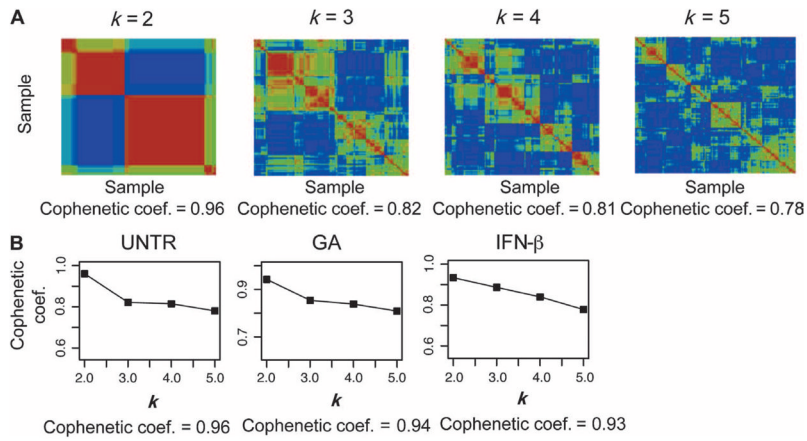 A
k = 2
k = 3
k = 4
k = 5
Sample
Sample
Sample
Sample
Sample
Cophenetic coef. = 0.96
Cophenetic coef. = 0.82
Cophenetic coef. = 0.81
Cophenetic coef. = 0.78
B
UNTR
GA
IFN-β
Cophenetic
coef.
1.0
0.8
0.6
0.9
0.7
1.0
0.8
0.6
2.0 3.0 4.0 5.0
2.0 3.0 4.0 5.0
2.0 3.0 4.0 5.0
k
k
k
Cophenetic coef. = 0.96
Cophenetic coef. = 0.94
Cophenetic coef. = 0.93